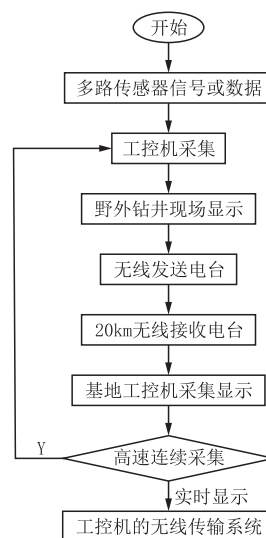 开始
多路传感器信号或数据
工控机采集
野外钻井现场显示
无线发送电台
20km无线接收电台
基地工控机采集显示
Y
高速连续采集
实时显示
工控机的无线传输系统